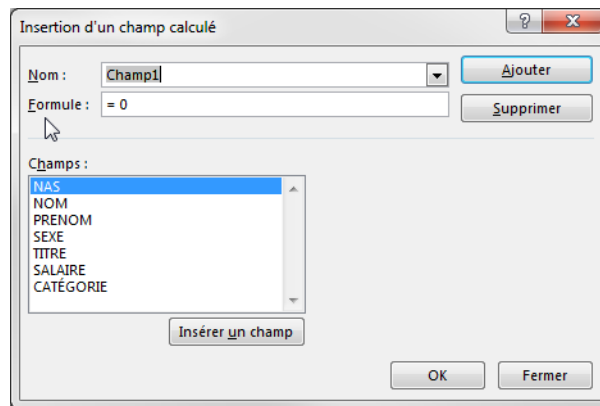 Insertion d'un champ calculé
Nom : Champ1 Ajouter
Formule : = 0 Supprimer
Champs :
NAS
NOM
PRENOM
SEXE
TITRE
SALAIRE
CATÉGORIE
Insérer un champ
OK Fermer